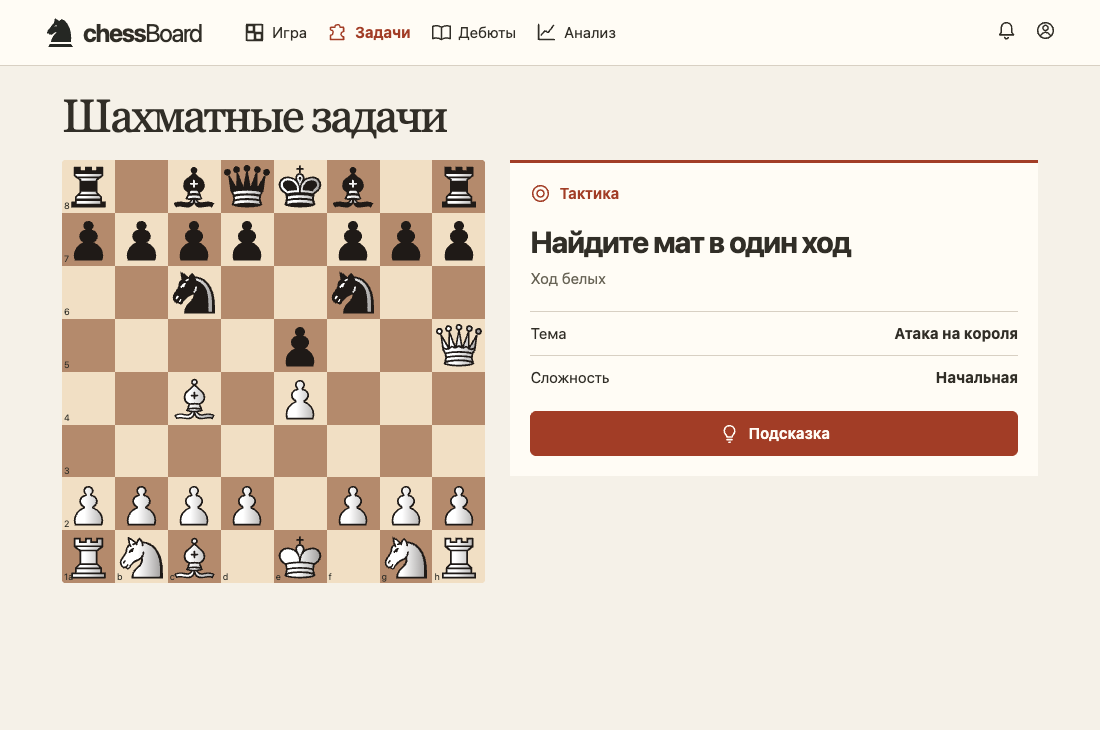 chessBoard
Игра
Задачи
Дебюты
Анализ
Шахматные задачи
8
7
6
5
4
3
2
1a
b
c
d
e
f
g
h
Тактика
Найдите мат в один ход
Ход белых
Тема Атака на короля
Сложность Начальная
Подсказка